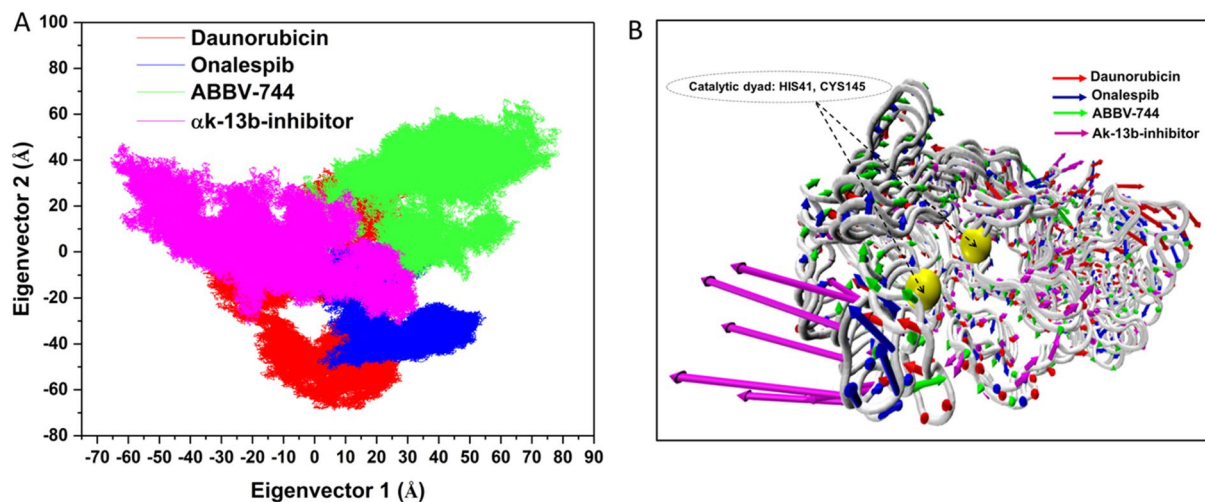 A
Daunorubicin
Onalespib
ABBV-744
αk-13b-inhibitor
Eigenvector 2 (Å)
100
80
60
40
20
0
-20
-40
-60
-80
-70 -60 -50 -40 -30 -20 -10 0 10 20 30 40 50 60 70 80 90
Eigenvector 1 (Å)
B
Catalytic dyad: HIS41, CYS145
Daunorubicin
Onalespib
ABBV-744
Ak-13b-inhibitor